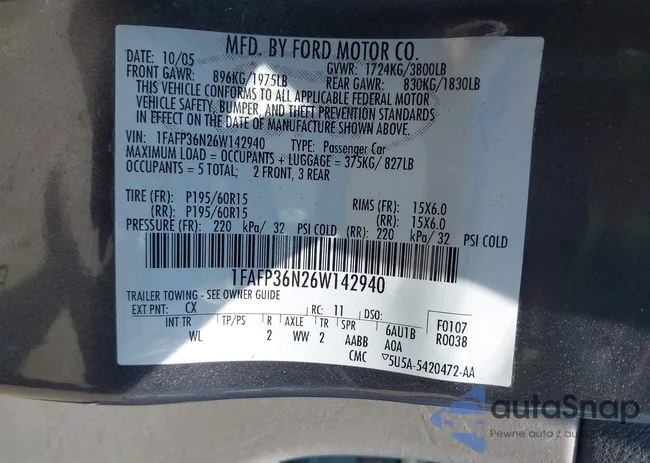 MFD. BY FORD MOTOR CO.
DATE: 10/05 GVWR: 1724KG/3800LB
FRONT GAWR: 896KG/1975LB REAR GAWR: 830KG/1830LB
THIS VEHICLE CONFORMS TO ALL APPLICABLE FEDERAL MOTOR
VEHICLE SAFETY, BUMPER, AND THEFT PREVENTION STANDARDS
IN EFFECT ON THE DATE OF MANUFACTURE SHOWN ABOVE.
VIN: 1FAFP36N26W142940 TYPE: Passenger Car
MAXIMUM LOAD = OCCUPANTS + LUGGAGE = 375KG/ 827LB
OCCUPANTS = 5 TOTAL; 2 FRONT, 3 REAR
TIRE (FR): P195/60R15 RIMS (FR): 15X6.0
(RR): P195/60R15 (RR): 15X6.0
PRESSURE (FR): 220 kPa/ 32 PSI COLD (RR): 220 kPa/ 32 PSI COLD
1FAFP36N26W142940
TRAILER TOWING - SEE OWNER GUIDE
EXT PNT: CX RC: 11 DSO: F0107
INT TR TP/PS R AXLE TR SPR 6AU1B R0038
WL 2 WW 2 AABB A0A
CMC 5U5A-5420472-AA
autoSnap
Pewne auta z aukcji